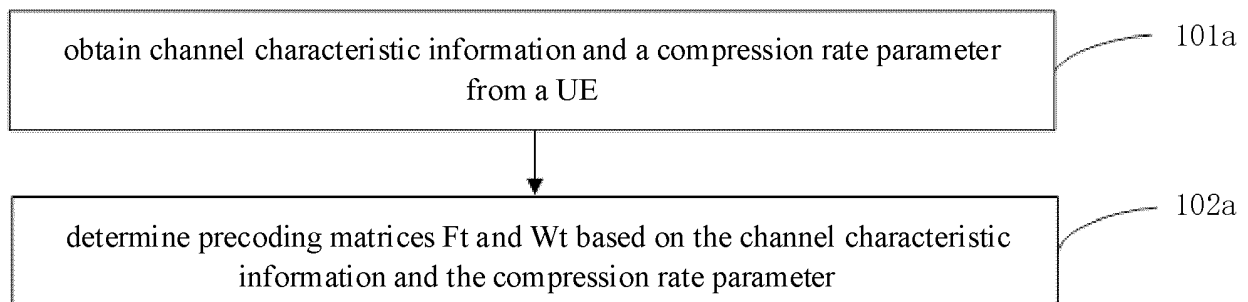 obtain channel characteristic information and a compression rate parameter
from a UE
101a
determine precoding matrices Ft and Wt based on the channel characteristic
information and the compression rate parameter
102a